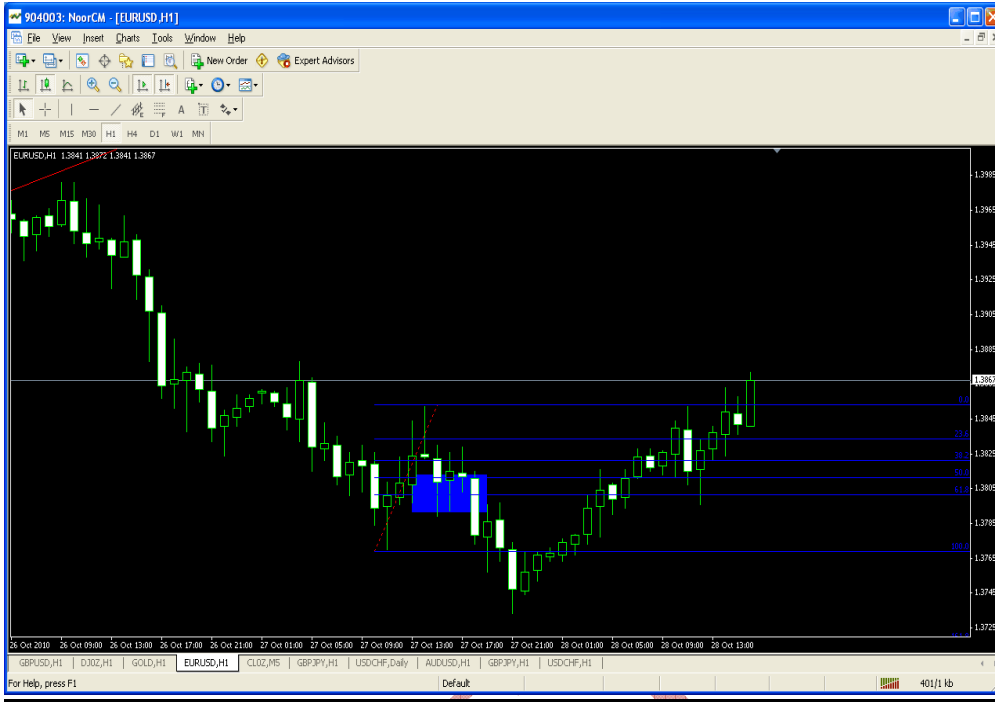 904003: NoorCM - [EURUSD,H1]
File View Insert Charts Tools Window Help
New Order Expert Advisors
A T
M1 M5 M15 M30 H1 H4 D1 W1 MN
EURUSD,H1 1.3841 1.3872 1.3841 1.3867
1.3985
1.3965
1.3945
1.3925
1.3905
1.3885
1.3867
0.0
1.3845
1.3825
50.0
1.3805
1.3785
100.0
1.3765
1.3745
1.3725
26 Oct 2010 26 Oct 09:00 26 Oct 13:00 26 Oct 17:00 26 Oct 21:00 27 Oct 01:00 27 Oct 05:00 27 Oct 09:00 27 Oct 13:00 27 Oct 17:00 27 Oct 21:00 28 Oct 01:00 28 Oct 05:00 28 Oct 09:00 28 Oct 13:00
GBPUSD,H1 DJ0Z,H1 GOLD,H1 EURUSD,H1 CL0Z,M5 GBPJPY,H1 USDCHF,Daily AUDUSD,H1 GBPJPY,H1 USDCHF,H1
For Help, press F1 Default 401/1 kb